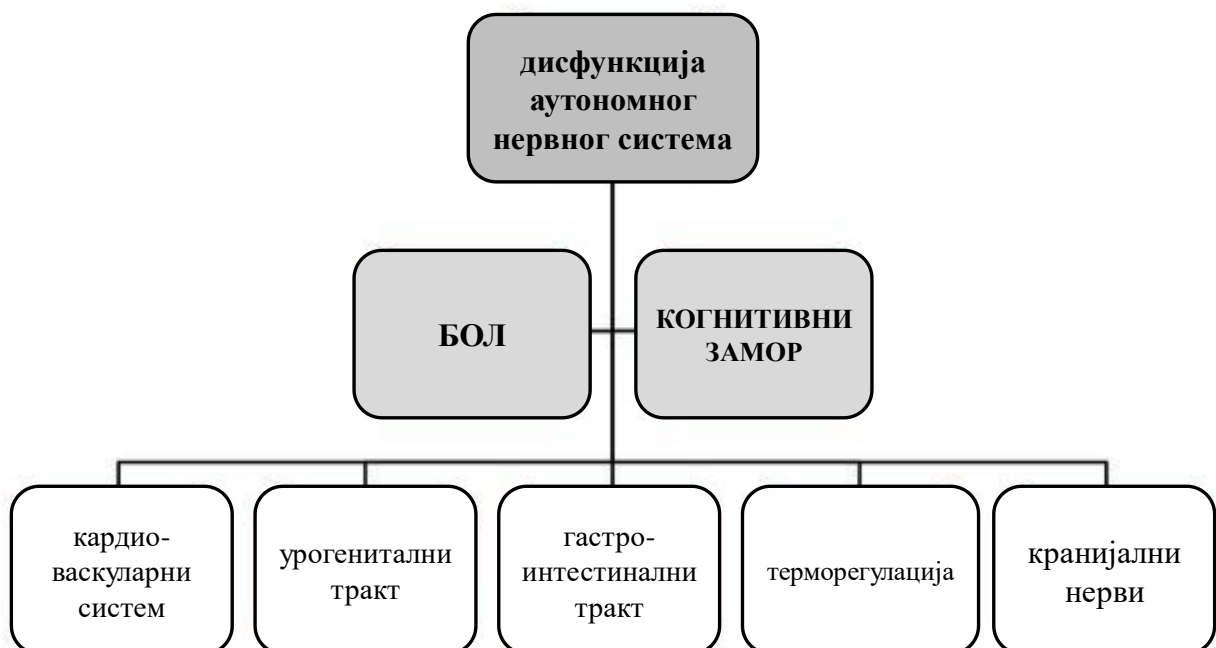 дисфункција
аутономног
нервног система
БОЛ
КОГНИТИВНИ
ЗАМОР
кардио-
васкуларни
систем
урогенитални
тракт
гастро-
интестинални
тракт
терморегулација
кранијални
нерви